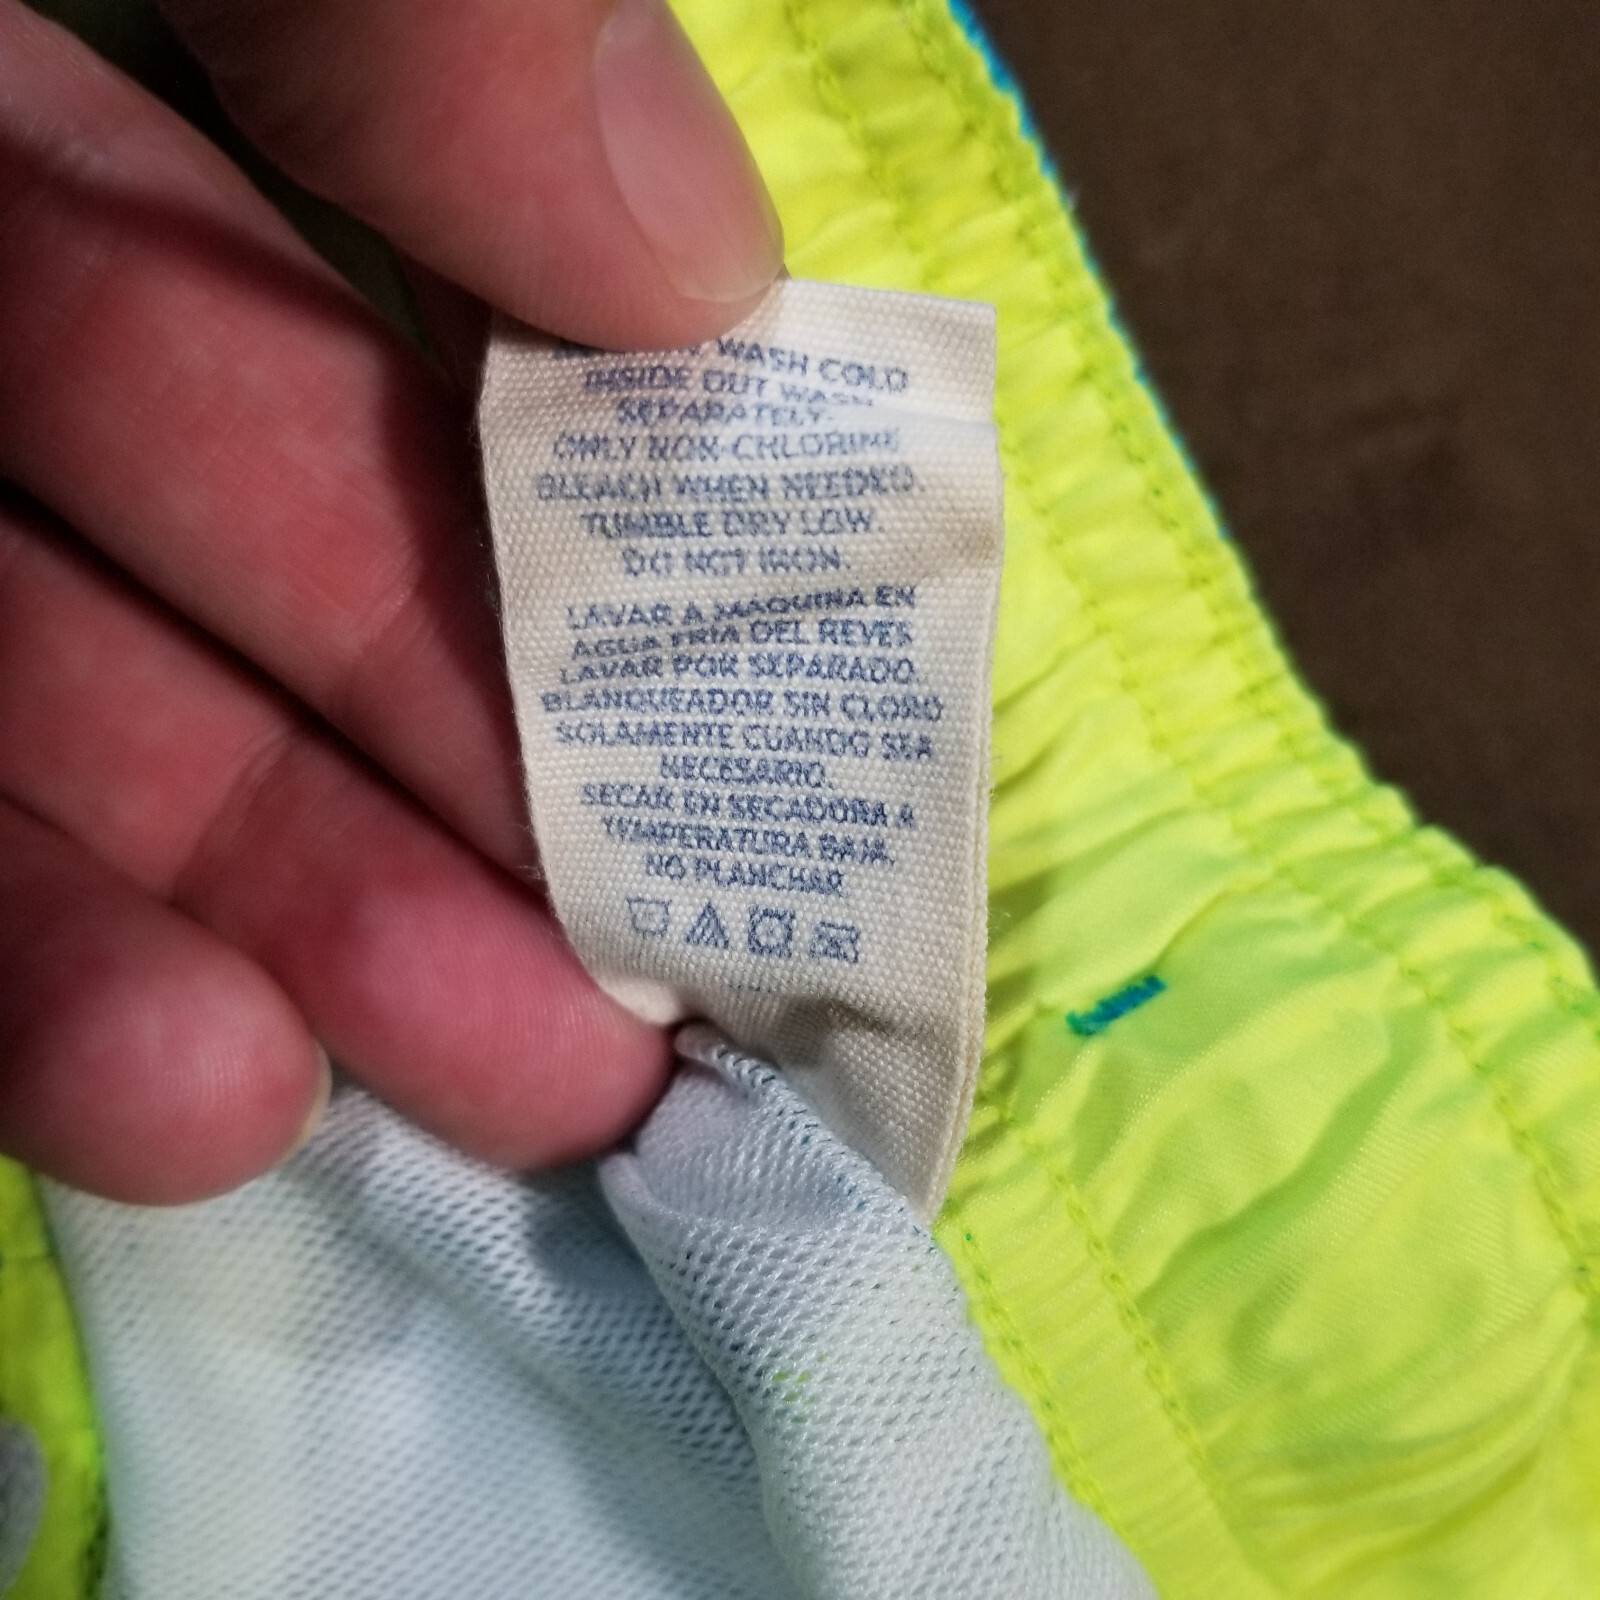 WASH COLD
INSIDE OUT WASH
SEPARATELY.
ONLY NON-CHLORINE
BLEACH WHEN NEEDED.
TUMBLE DRY LOW.
DO NOT IRON.
LAVAR A MAQUINA EN
AGUA FRIA DEL REVES
LAVAR POR SEPARADO.
BLANQUEADOR SIN CLORO
SOLAMENTE CUANDO SEA
NECESARIO.
SECAR EN SECADORA A
TEMPERATURA BAJA.
NO PLANCHAR